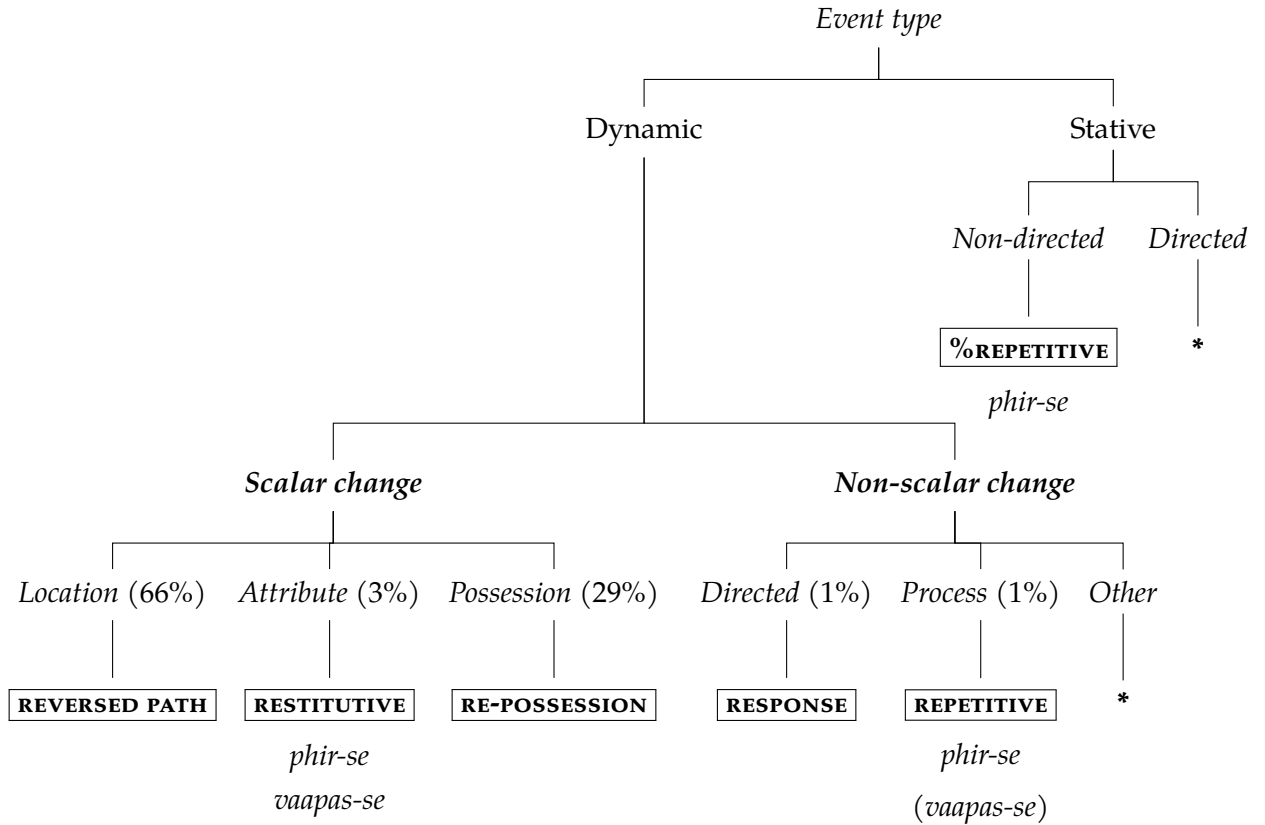 Event type
Dynamic Stative
Non-directed Directed
%REPETITIVE *
phir-se
Scalar change Non-scalar change
Location (66%) Attribute (3%) Possession (29%) Directed (1%) Process (1%) Other
REVERSED PATH RESTITUTIVE RE-POSSESSION RESPONSE REPETITIVE *
phir-se phir-se
vaapas-se (vaapas-se)